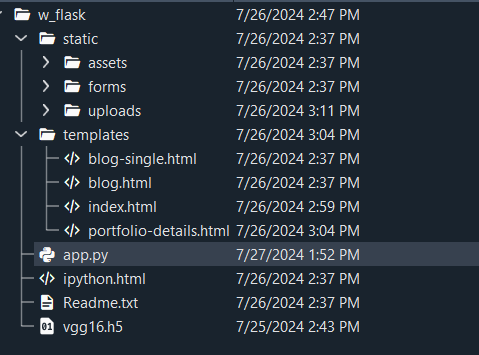 w_flask 7/26/2024 2:47 PM
static 7/26/2024 2:37 PM
assets 7/26/2024 2:37 PM
forms 7/26/2024 2:37 PM
uploads 7/26/2024 3:11 PM
templates 7/26/2024 3:04 PM
blog-single.html 7/26/2024 2:37 PM
blog.html 7/26/2024 2:37 PM
index.html 7/26/2024 2:59 PM
portfolio-details.html 7/26/2024 3:04 PM
app.py 7/27/2024 1:52 PM
ipython.html 7/26/2024 2:37 PM
Readme.txt 7/26/2024 2:37 PM
vgg16.h5 7/25/2024 2:43 PM